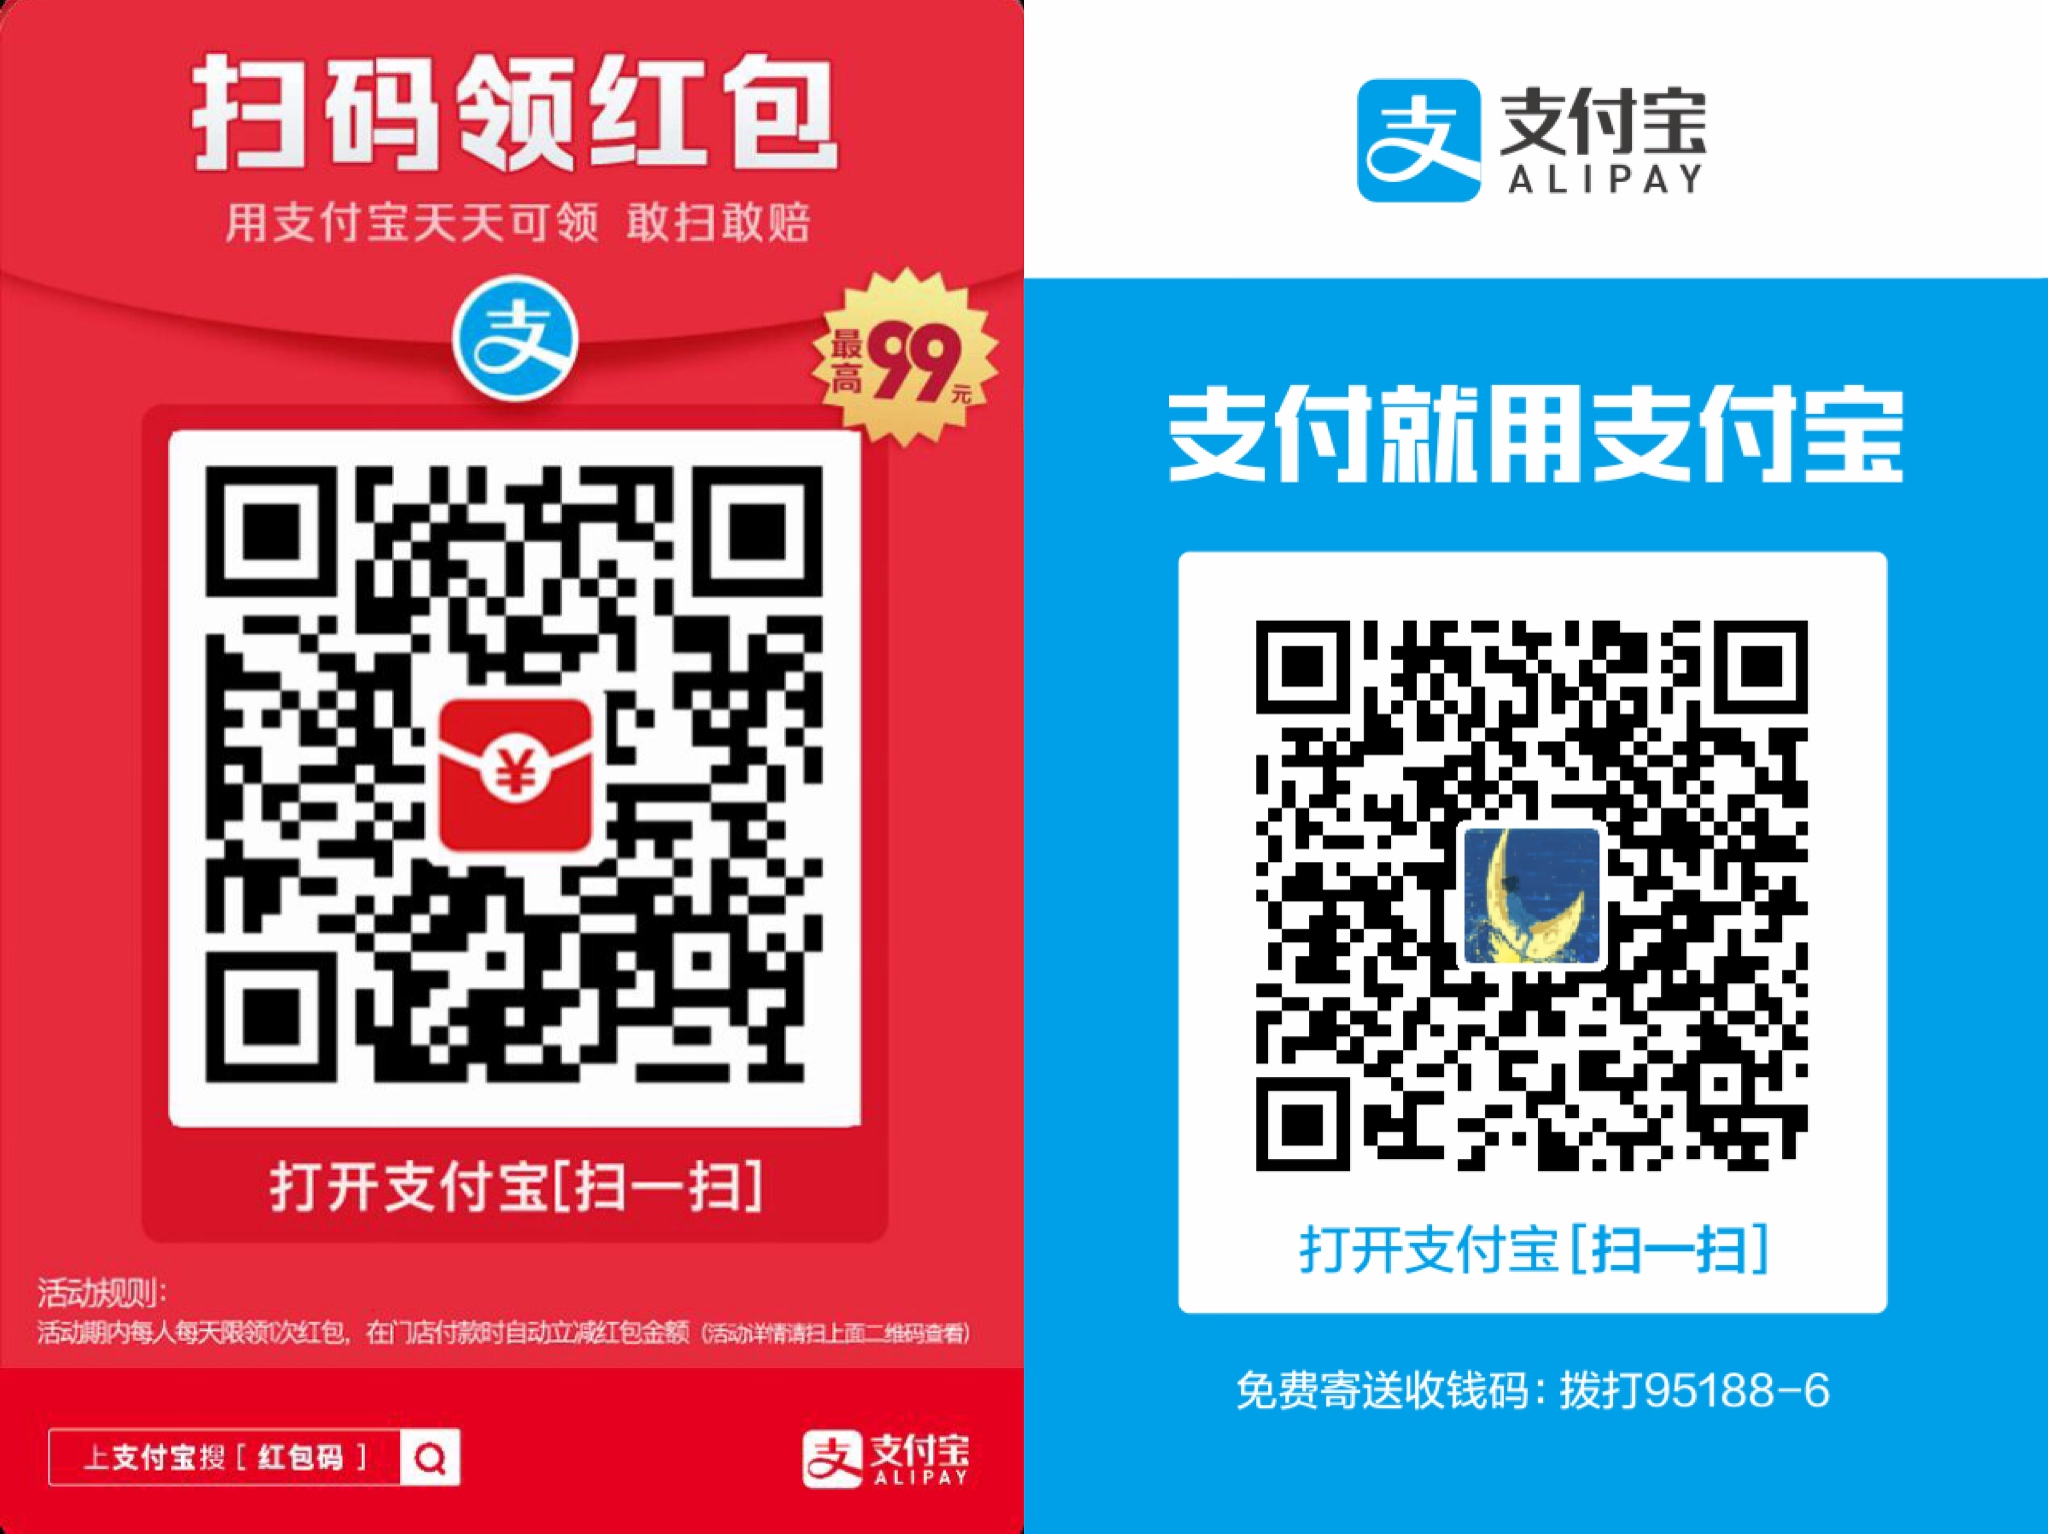 扫码领红包
用支付宝天天可领 敢扫敢赔
支
最高99元
¥
打开支付宝[扫一扫]
活动规则：
活动期内每人每天限领1次红包，在门店付款时自动立减红包金额（活动详情请扫上面二维码查看）
上支付宝搜[ 红包码 ]
支 支付宝
ALIPAY
支 支付宝
ALIPAY
支付就用支付宝
打开支付宝[扫一扫]
免费寄送收钱码：拨打95188-6